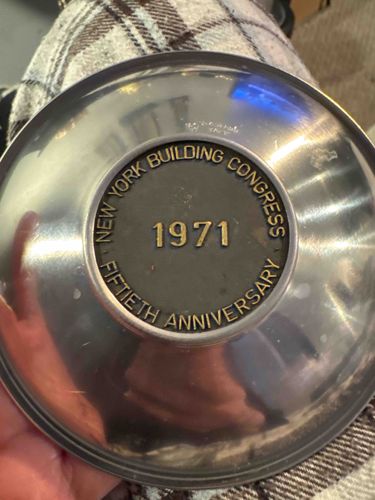 · NEW YORK BUILDING CONGRESS ·
1971
FIFTIETH ANNIVERSARY